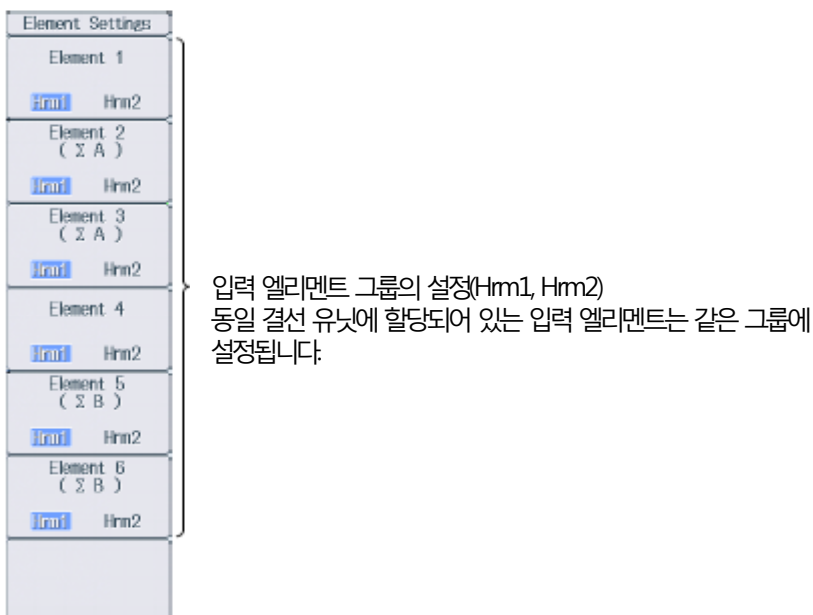 Element Settings
Element 1
Hrm1 Hrm2
Element 2
( Σ A )
Hrm1 Hrm2
Element 3
( Σ A )
Hrm1 Hrm2
Element 4
Hrm1 Hrm2
Element 5
( Σ B )
Hrm1 Hrm2
Element 6
( Σ B )
Hrm1 Hrm2
입력 엘리멘트 그룹의 설정(Hrm1, Hrm2)
동일 결선 유닛에 할당되어 있는 입력 엘리멘트는 같은 그룹에
설정됩니다.